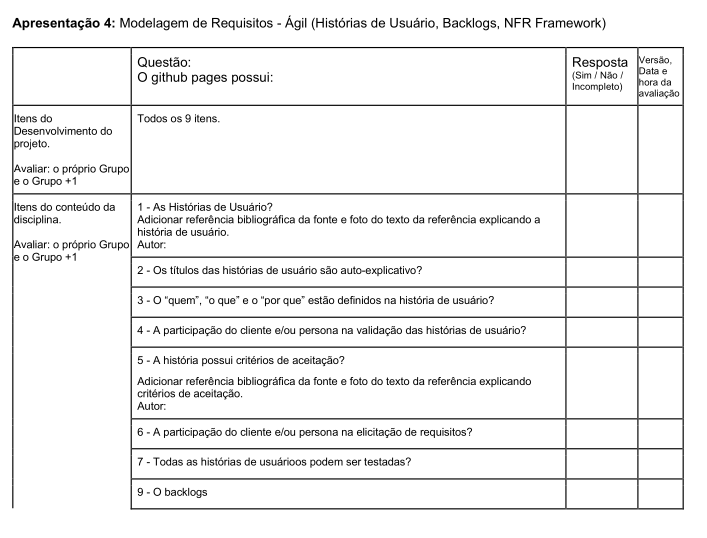 Apresentação 4: Modelagem de Requisitos - Ágil (Histórias de Usuário, Backlogs, NFR Framework)
Questão:
O github pages possui:
Resposta
(Sim / Não /
Incompleto)
Versão,
Data e
hora da
avaliação
Itens do
Desenvolvimento do
projeto.
Avaliar: o próprio Grupo
e o Grupo +1
Todos os 9 itens.
Itens do conteúdo da
disciplina.
Avaliar: o próprio Grupo
e o Grupo +1
1 - As Histórias de Usuário?
Adicionar referência bibliográfica da fonte e foto do texto da referência explicando a
história de usuário.
Autor:
2 - Os títulos das histórias de usuário são auto-explicativo?
3 - O “quem”, “o que” e o “por que” estão definidos na história de usuário?
4 - A participação do cliente e/ou persona na validação das histórias de usuário?
5 - A história possui critérios de aceitação?
Adicionar referência bibliográfica da fonte e foto do texto da referência explicando
critérios de aceitação.
Autor:
6 - A participação do cliente e/ou persona na elicitação de requisitos?
7 - Todas as histórias de usuárioos podem ser testadas?
9 - O backlogs